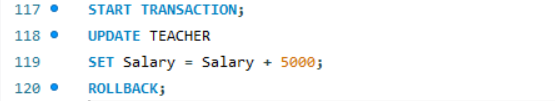 117 START TRANSACTION;
118 UPDATE TEACHER
119 SET Salary = Salary + 5000;
120 ROLLBACK;